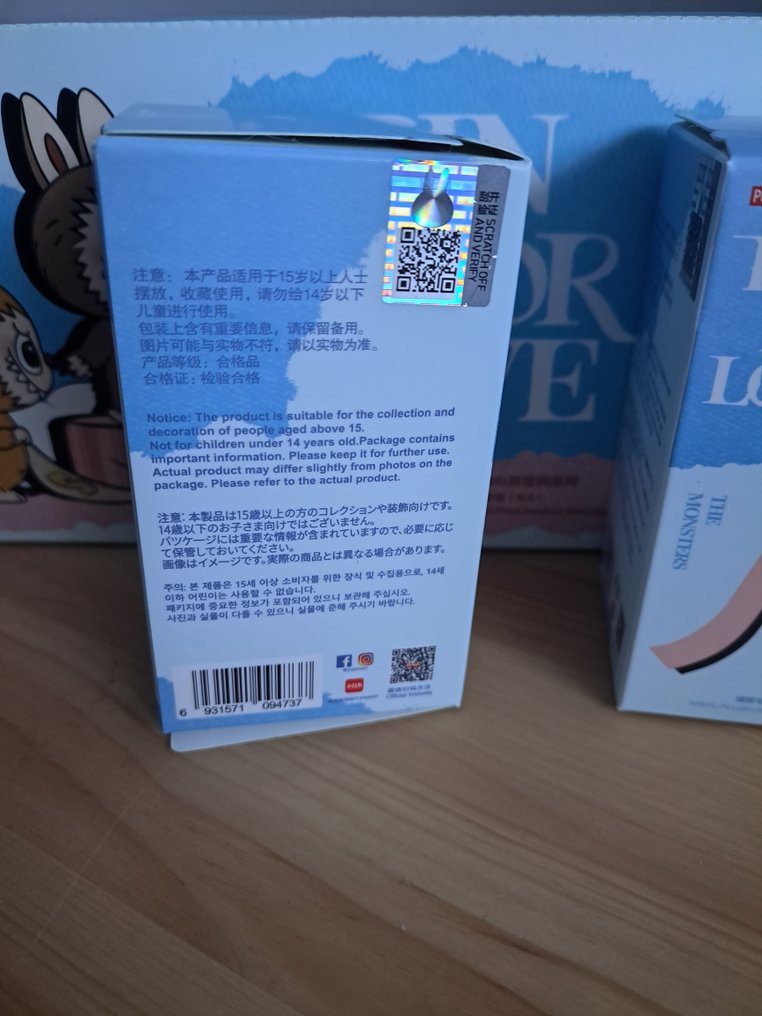 IN
OR
VE
刮开涂层 SCRATCH OFF
AND VERIFY
注意：本产品适用于15岁以上人士
摆放，收藏使用，请勿给14岁以下
儿童进行使用。
包装上含有重要信息，请保留备用。
图片可能与实物不符，请以实物为准。
产品等级：合格品
合格证：检验合格
Notice: The product is suitable for the collection and
decoration of people aged above 15.
Not for children under 14 years old.Package contains
important information. Please keep it for further use.
Actual product may differ slightly from photos on the
package. Please refer to the actual product.
注意: 本製品は15歳以上の方のコレクションや装飾向けです。
14歳以下のお子さま向けではございません。
パッケージには重要な情報が含まれていますので、必要に応じ
て保管しておいてください。
画像はイメージです。実際の商品とは異なる場合があります。
주의: 본 제품은 15세 이상 소비자를 위한 장식 및 수집용으로, 14세
이하 어린이는 사용할 수 없습니다.
패키지에 중요한 정보가 포함되어 있으니 보관해 주십시오.
사진과 실물이 다를 수 있으니 실물에 준해 주시기 바랍니다.
6 931571 094737
小红书
Official Website
THE
MONSTERS